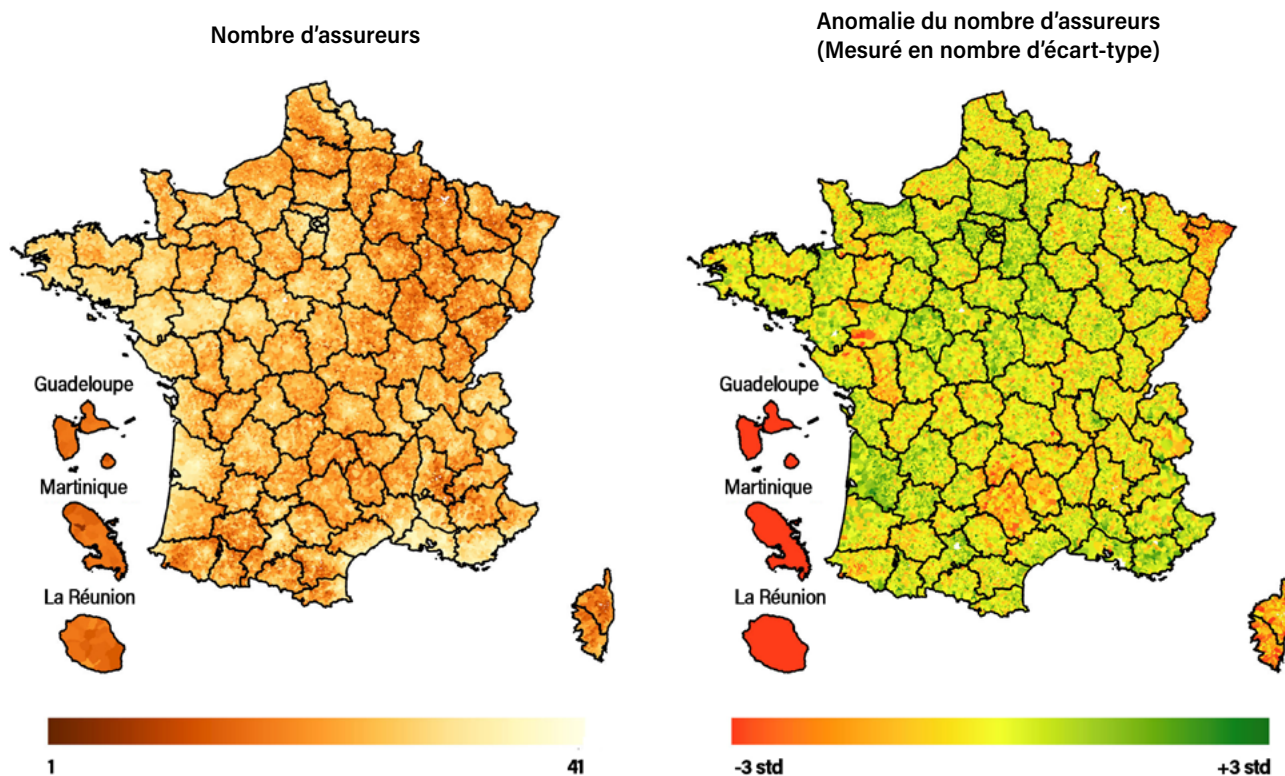 Nombre d'assureurs
Guadeloupe
Martinique
La Réunion
1
41
Anomalie du nombre d'assureurs
(Mesuré en nombre d'écart-type)
Guadeloupe
Martinique
La Réunion
-3 std
+3 std